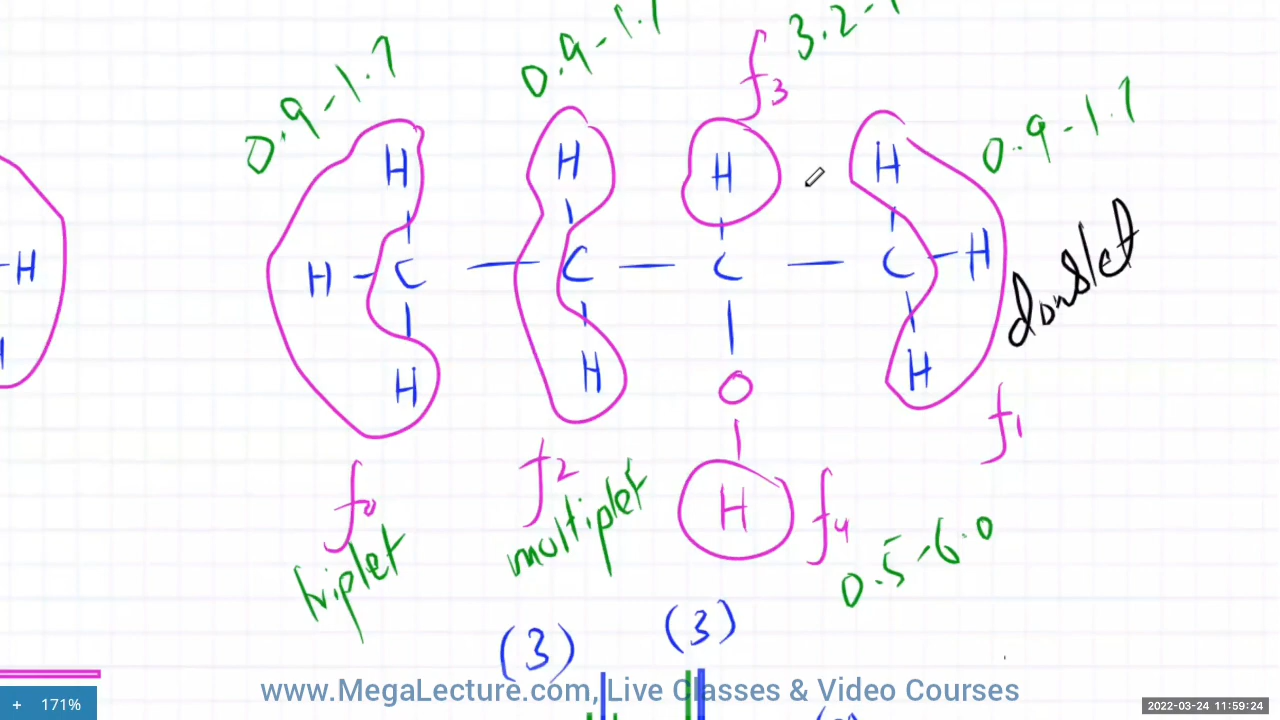 0.9-1.7
0.9-1.7
f3
3.2-
0.9-1.7
H H H H
H-C-C-C-C-H
H
H H O H
H
doublet
f1
f0
triplet
f2
multiplet
f4
0.5-6.0
(3) (3)
www.MegaLecture.com, Live Classes & Video Courses
+ 171%
2022-03-24 11:59:24